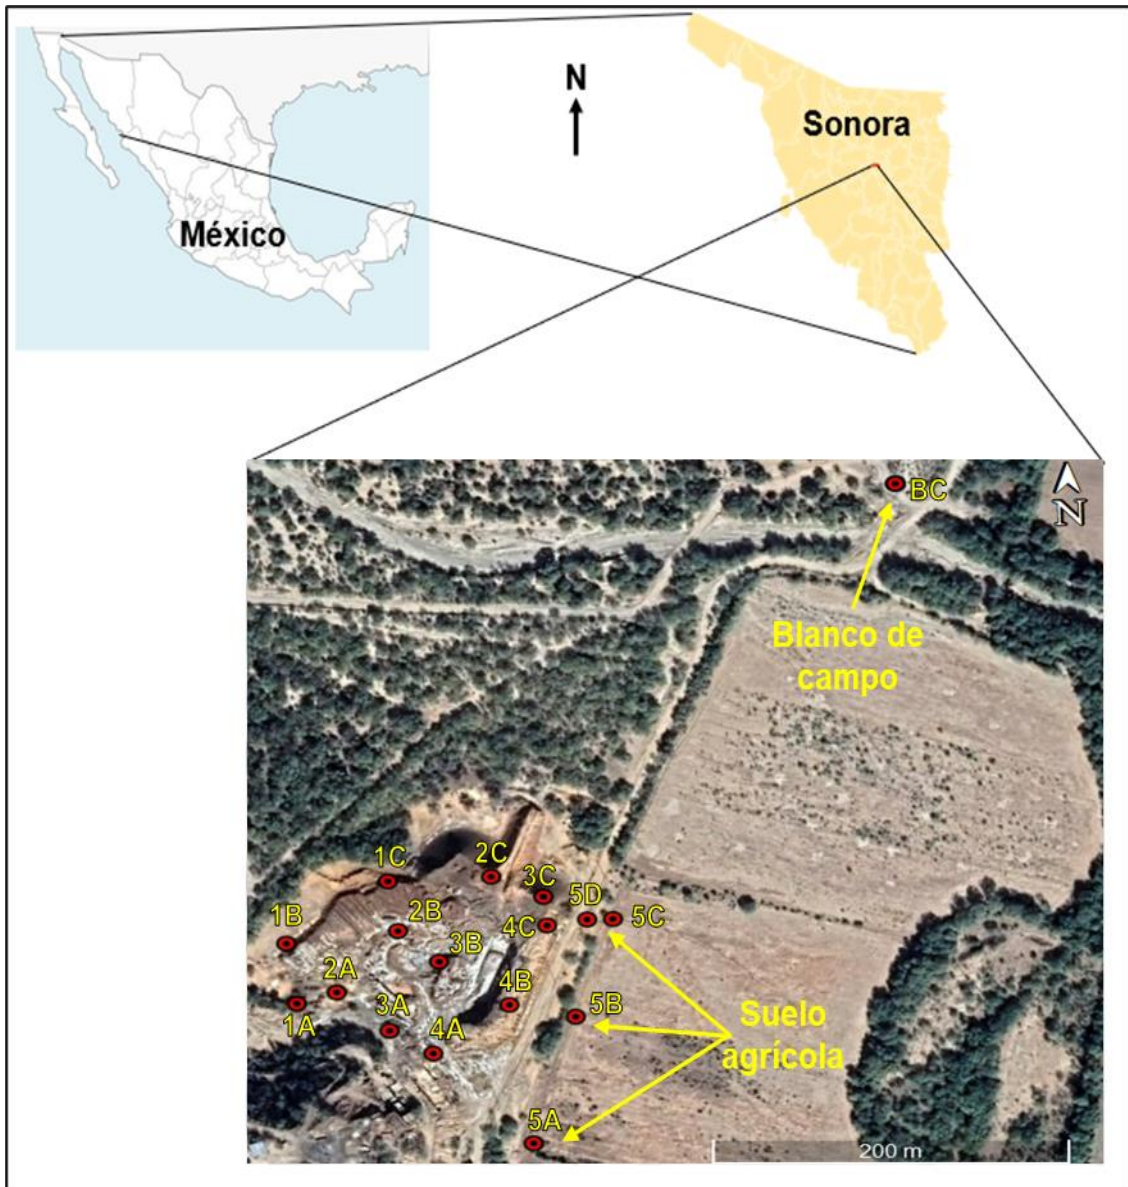 N
Sonora
México
BC
N
Blanco de
campo
1C
2C
3C
5D
5C
1B
2B
4C
3B
2A
4B
1A
3A
5B
4A
Suelo
agrícola
5A
200 m